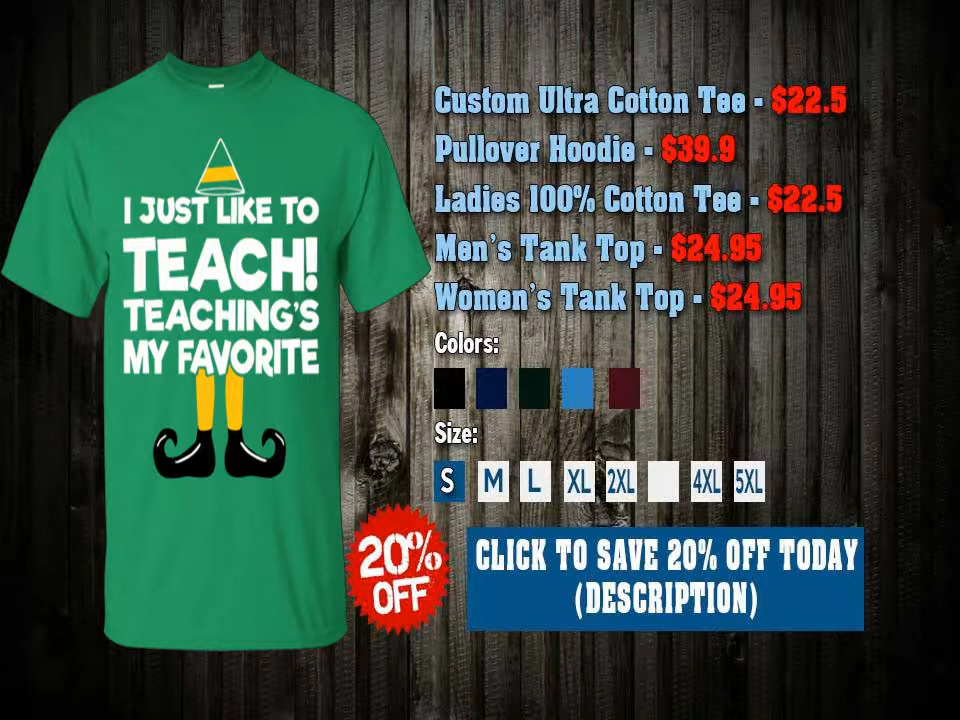 I JUST LIKE TO
TEACH!
TEACHING'S
MY FAVORITE
Custom Ultra Cotton Tee - $22.5
Pullover Hoodie - $39.9
Ladies 100% Cotton Tee - $22.5
Men's Tank Top - $24.95
Women's Tank Top - $24.95
Colors:
Size:
S M L XL 2XL 4XL 5XL
20%
OFF
CLICK TO SAVE 20% OFF TODAY
(DESCRIPTION)